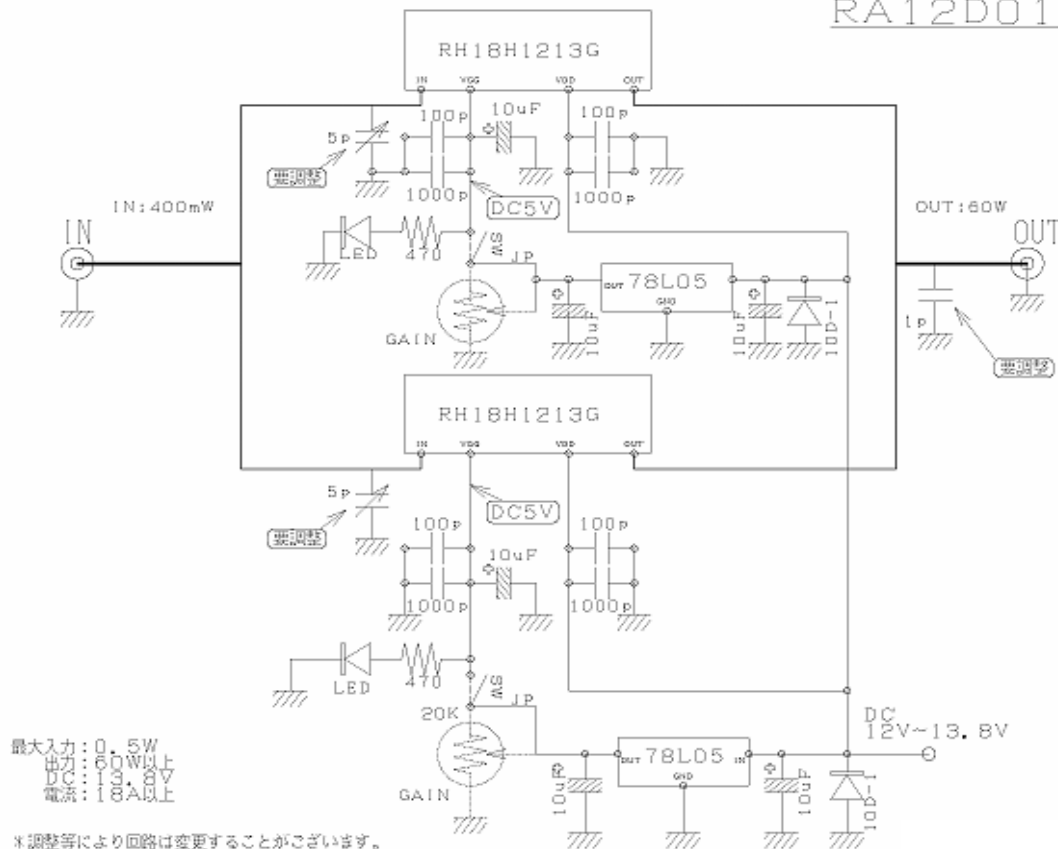 RA12D01
RH18H1213G
IN
VGG
VDD
OUT
100p
10uF
100p
5p
要調整
1000p
DC5V
1000p
IN:400mW
OUT:60W
IN
OUT
LED
470
SW
JP
OUT
78L05
GND
GAIN
10uF
10uF
10D-1
1p
要調整
RH18H1213G
IN
VGG
VDD
OUT
5p
要調整
DC5V
100p
10uF
100p
1000p
1000p
LED
470
SW
JP
20K
DC
12V~13.8V
OUT
78L05
IN
GND
GAIN
10uF
10uF
10D-1
最大入力:0.5W
出力:60W以上
DC:13.8V
電流:18A以上
*調整等により回路は変更することがございます。